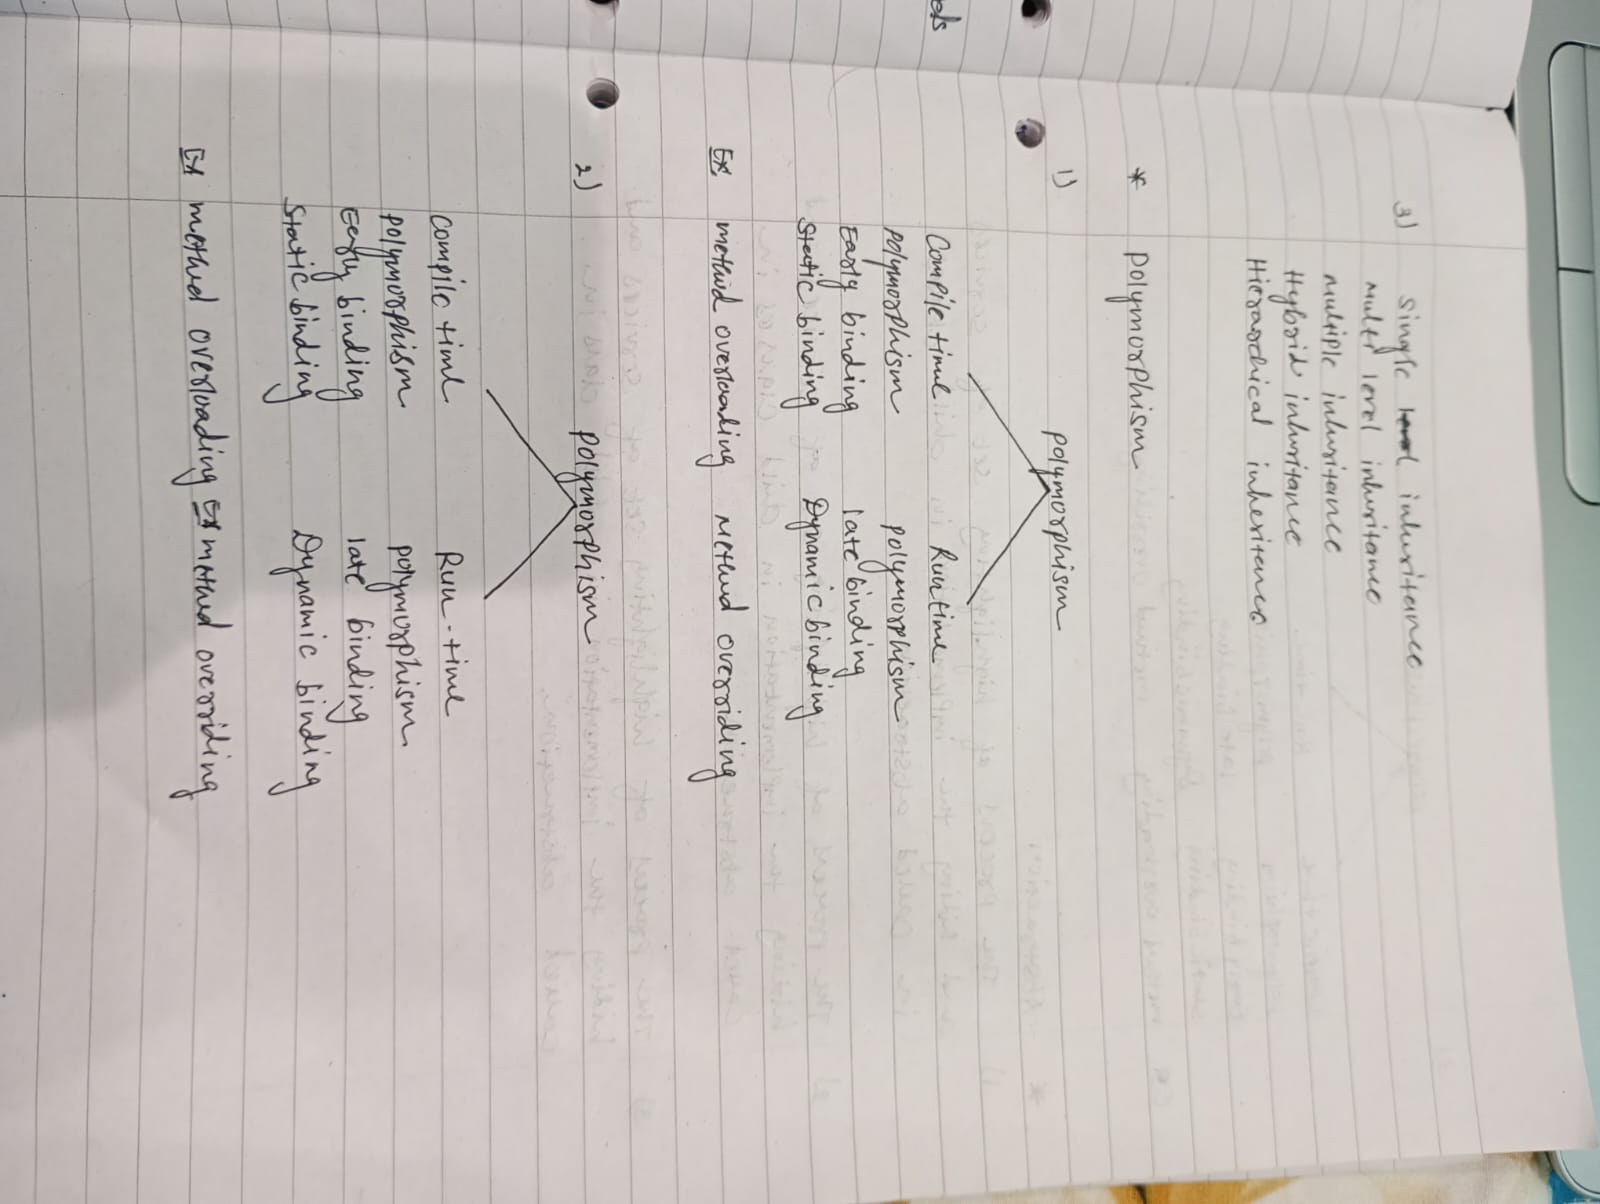 ds
3) Single inheritance
Multi level inheritance
multiple inheritance
Hybrid inheritance
Hierarchical inheritence
* Polymorphism
1) Polymorphism
Compile time Runtime
polymorphism polymorphism
Early binding late binding
Static binding Dynamic binding
Ex method overloading Method overriding
2) Polymorphism
Compile time Run-time
polymorphism polymorphism
Early binding late binding
Static binding Dynamic binding
Ex method overloading Ex method overriding